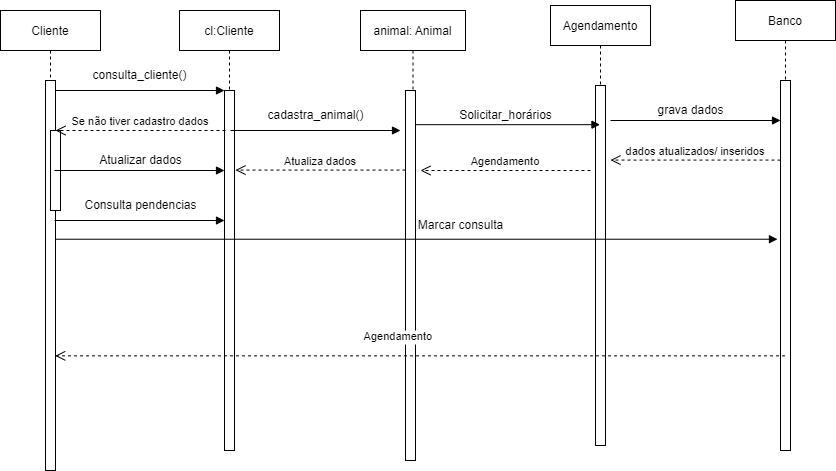 Cliente
cl:Cliente
animal: Animal
Agendamento
Banco
consulta_cliente()
Se não tiver cadastro dados
cadastra_animal()
Solicitar_horários
grava dados
Atualizar dados
Atualiza dados
Agendamento
dados atualizados/ inseridos
Consulta pendencias
Marcar consulta
Agendamento